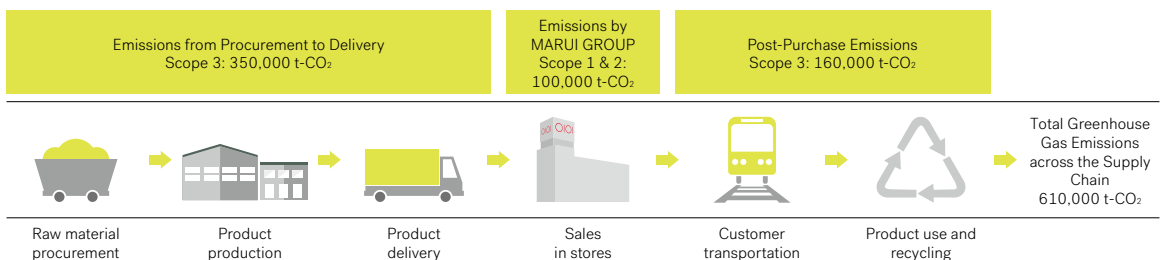 Emissions from Procurement to Delivery
Scope 3: 350,000 t-CO₂
Emissions by
MARUI GROUP
Scope 1 & 2:
100,000 t-CO₂
Post-Purchase Emissions
Scope 3: 160,000 t-CO₂
OIOI
OIOI
Total Greenhouse
Gas Emissions
across the Supply
Chain
610,000 t-CO₂
Raw material
procurement
Product
production
Product
delivery
Sales
in stores
Customer
transportation
Product use and
recycling